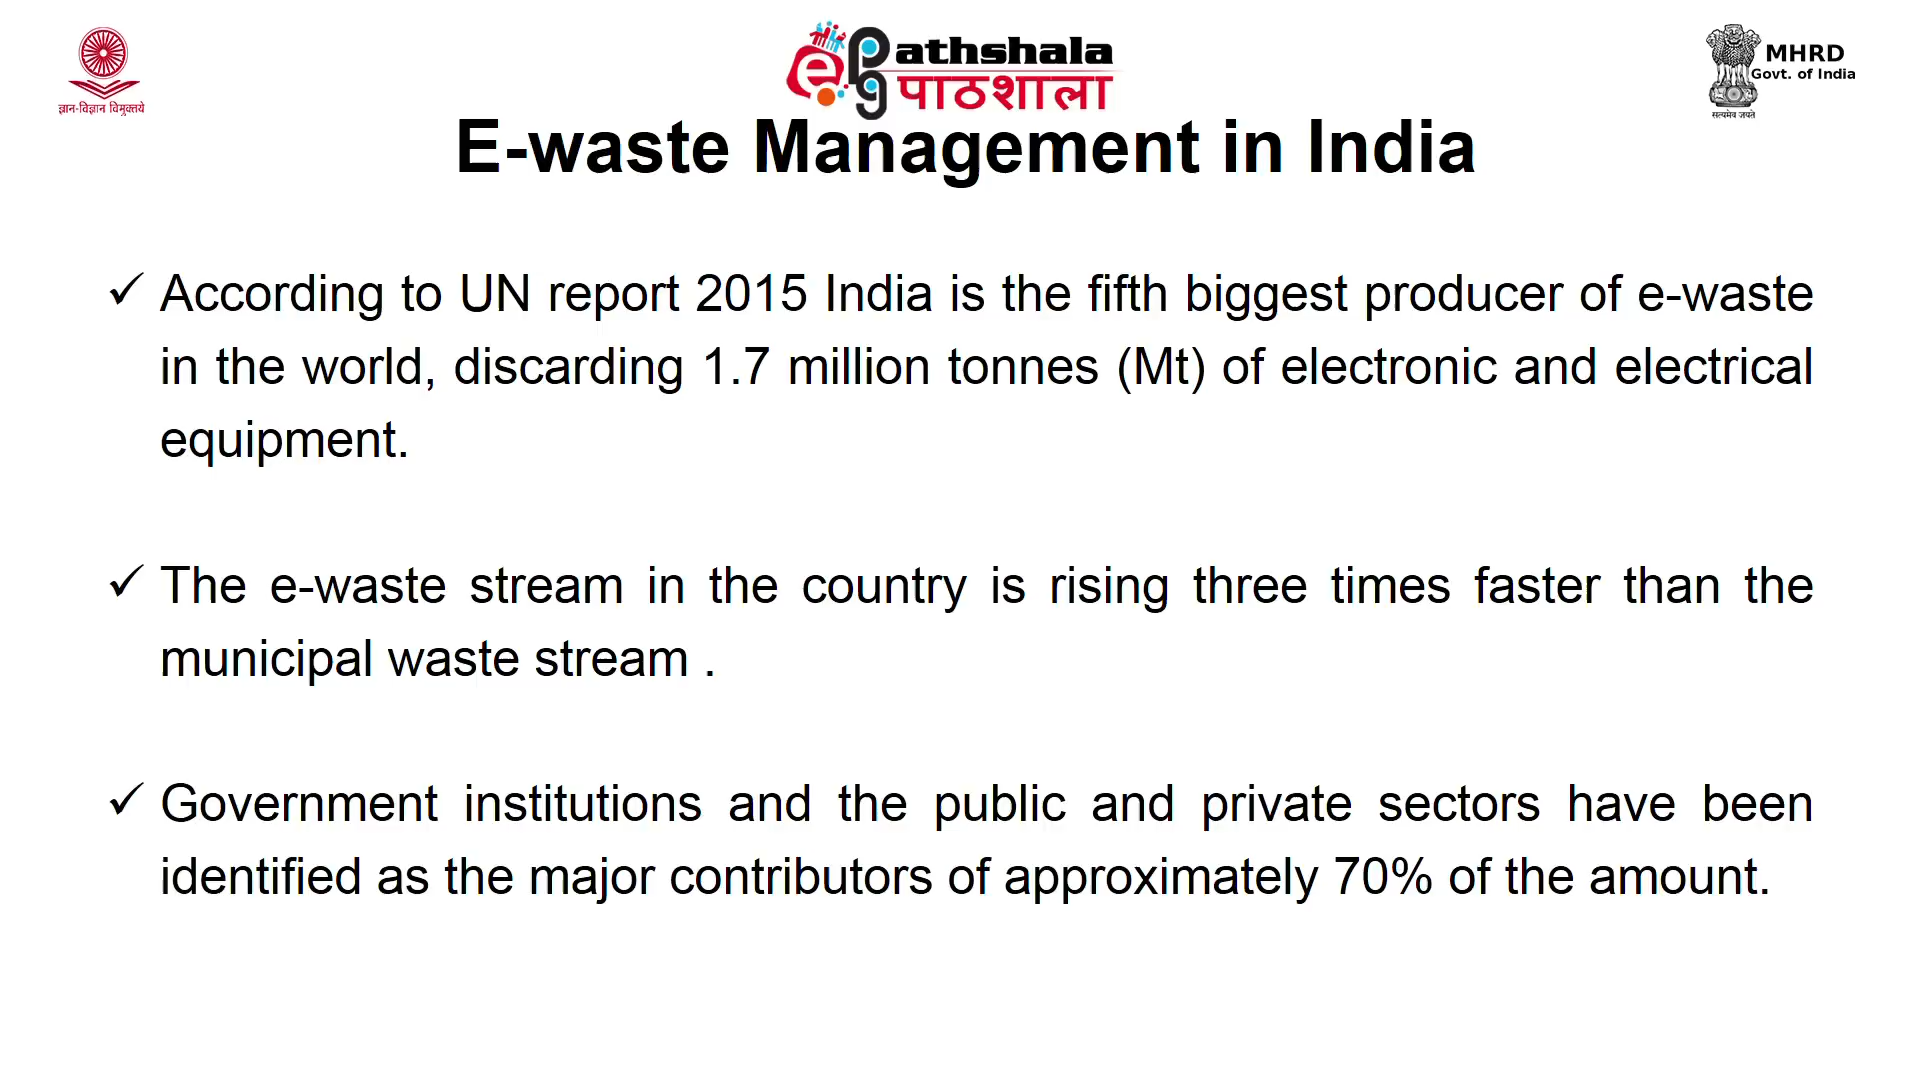 ज्ञान-विज्ञान विमुक्तये
ePathshala
पाठशाला
MHRD
Govt. of India
सत्यमेव जयते
E-waste Management in India
✓ According to UN report 2015 India is the fifth biggest producer of e-waste
in the world, discarding 1.7 million tonnes (Mt) of electronic and electrical
equipment.
✓ The e-waste stream in the country is rising three times faster than the
municipal waste stream .
✓ Government institutions and the public and private sectors have been
identified as the major contributors of approximately 70% of the amount.